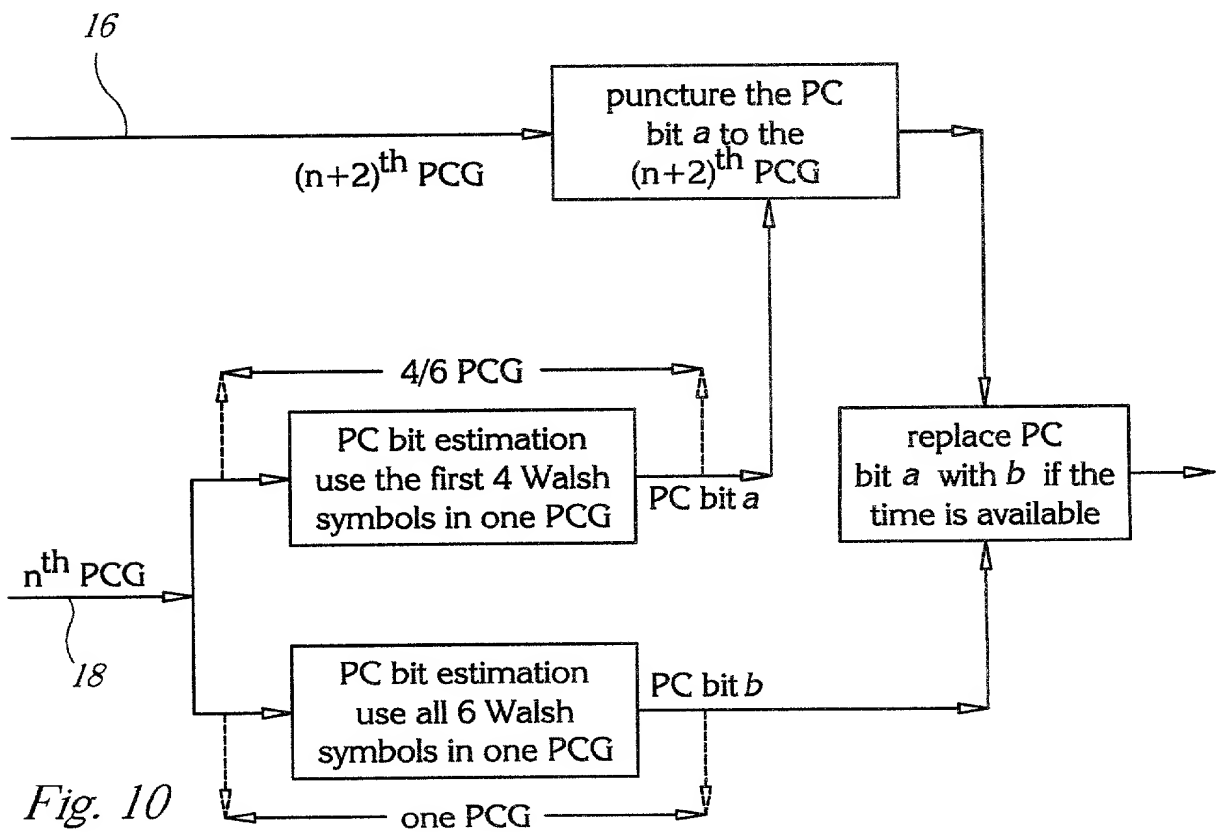 16
puncture the PC
bit a to the
(n+2)th PCG
(n+2)th PCG
4/6 PCG
PC bit estimation
use the first 4 Walsh
symbols in one PCG
PC bit a
replace PC
bit a with b if the
time is available
nth PCG
18
PC bit estimation
use all 6 Walsh
symbols in one PCG
PC bit b
one PCG
Fig. 10